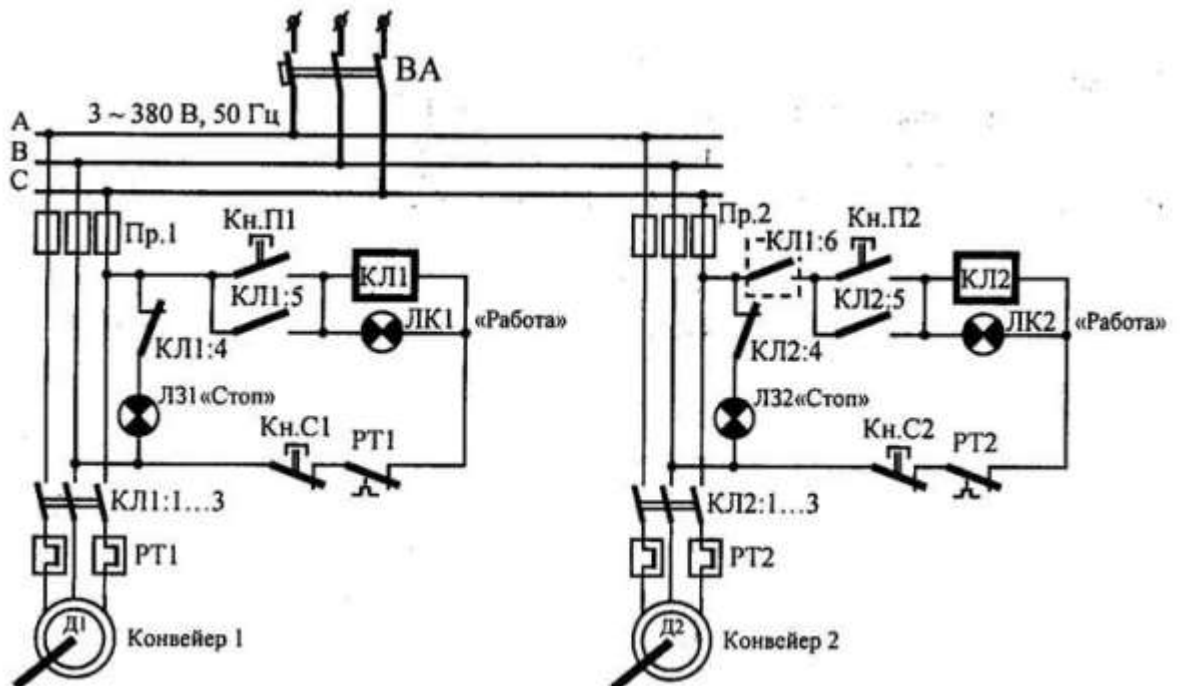 ВА
3 ~ 380 В, 50 Гц
А
В
С
Пр.1
Кн.П1
КЛ1:5
КЛ1
ЛК1
«Работа»
КЛ1:4
ЛЗ1«Стоп»
Кн.С1
РТ1
КЛ1:1...3
РТ1
Д1
Конвейер 1
Пр.2
КЛ1:6
Кн.П2
КЛ2:5
КЛ2
ЛК2
«Работа»
КЛ2:4
ЛЗ2«Стоп»
Кн.С2
РТ2
КЛ2:1...3
РТ2
Д2
Конвейер 2